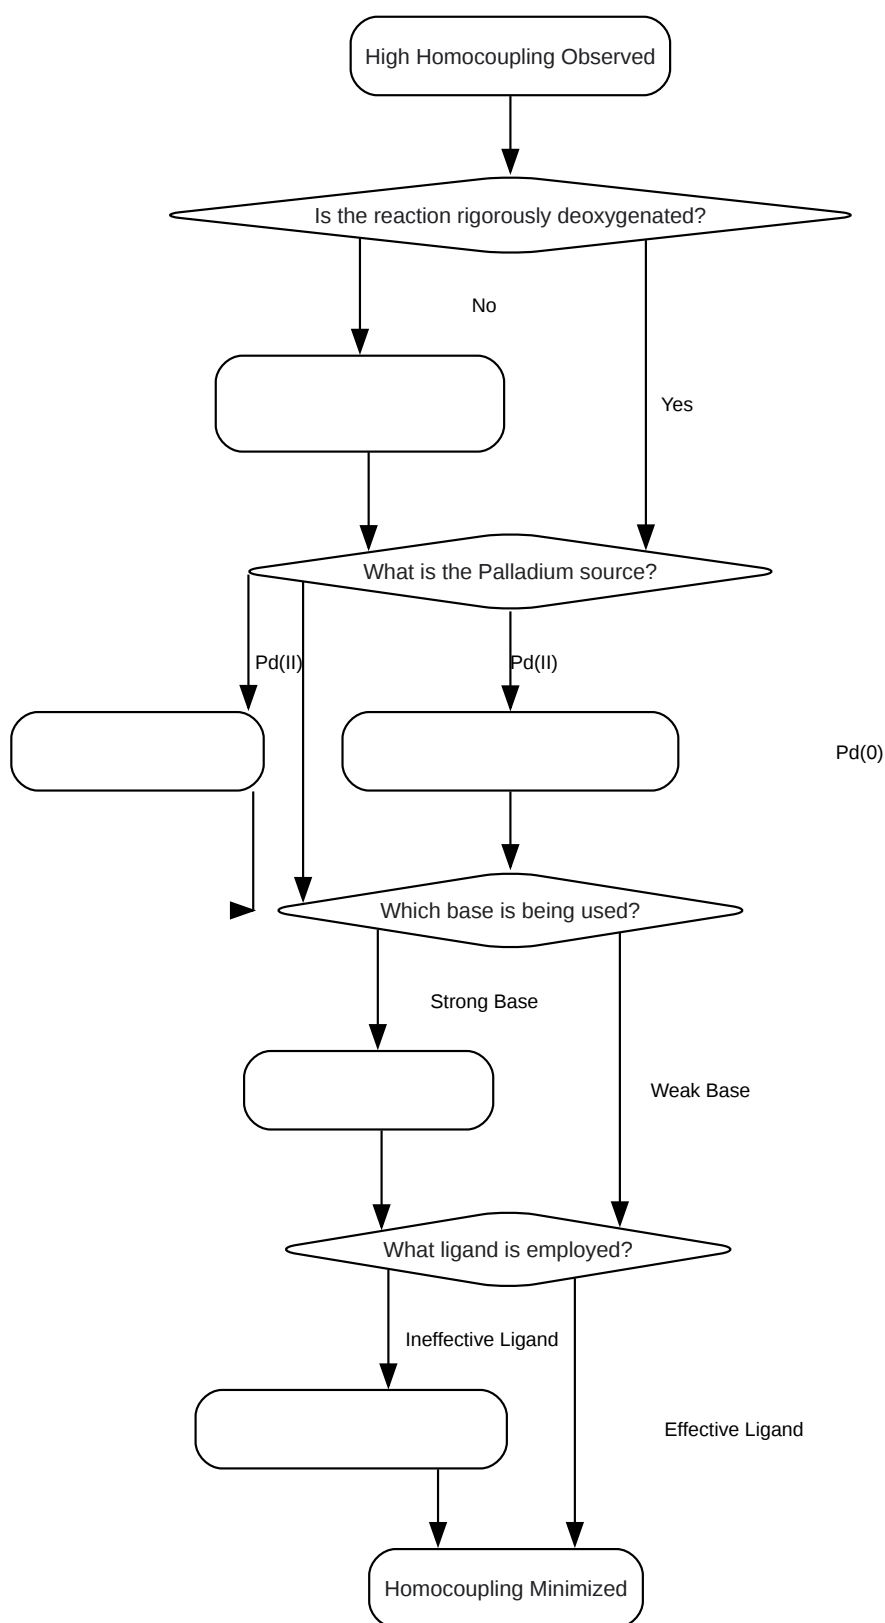 High Homocoupling Observed
Is the reaction rigorously deoxygenated?
No
Yes
What is the Palladium source?
Pd(II)
Pd(II)
Pd(0)
Which base is being used?
Strong Base
Weak Base
What ligand is employed?
Ineffective Ligand
Effective Ligand
Homocoupling Minimized